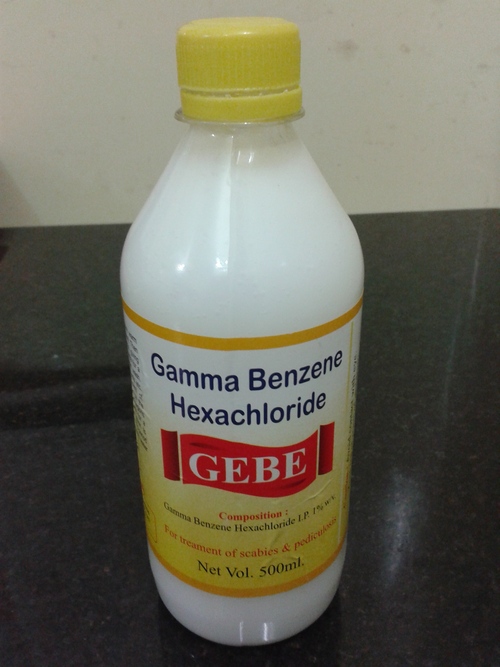 Gamma Benzene
Hexachloride
GEBE
Composition :
Gamma Benzene Hexachloride I.P. 1% w/v.
For treament of scabies & pediculosis
Net Vol. 500ml.